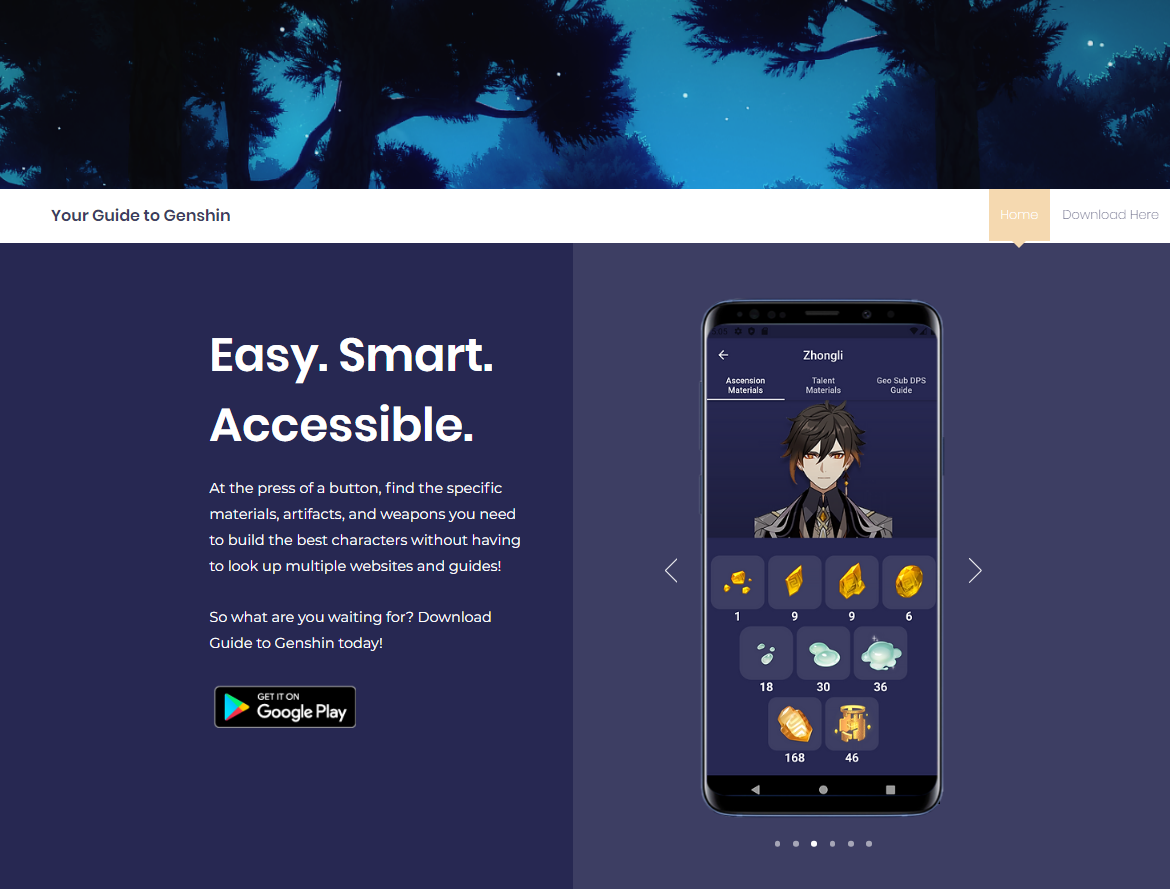 Your Guide to Genshin
Home
Download Here
Easy. Smart.
Accessible.
At the press of a button, find the specific
materials, artifacts, and weapons you need
to build the best characters without having
to look up multiple websites and guides!
So what are you waiting for? Download
Guide to Genshin today!
GET IT ON
Google Play
Zhongli
Ascension
Materials
Talent
Materials
Geo Sub DPS
Guide
1
9
9
6
18
30
36
168
46